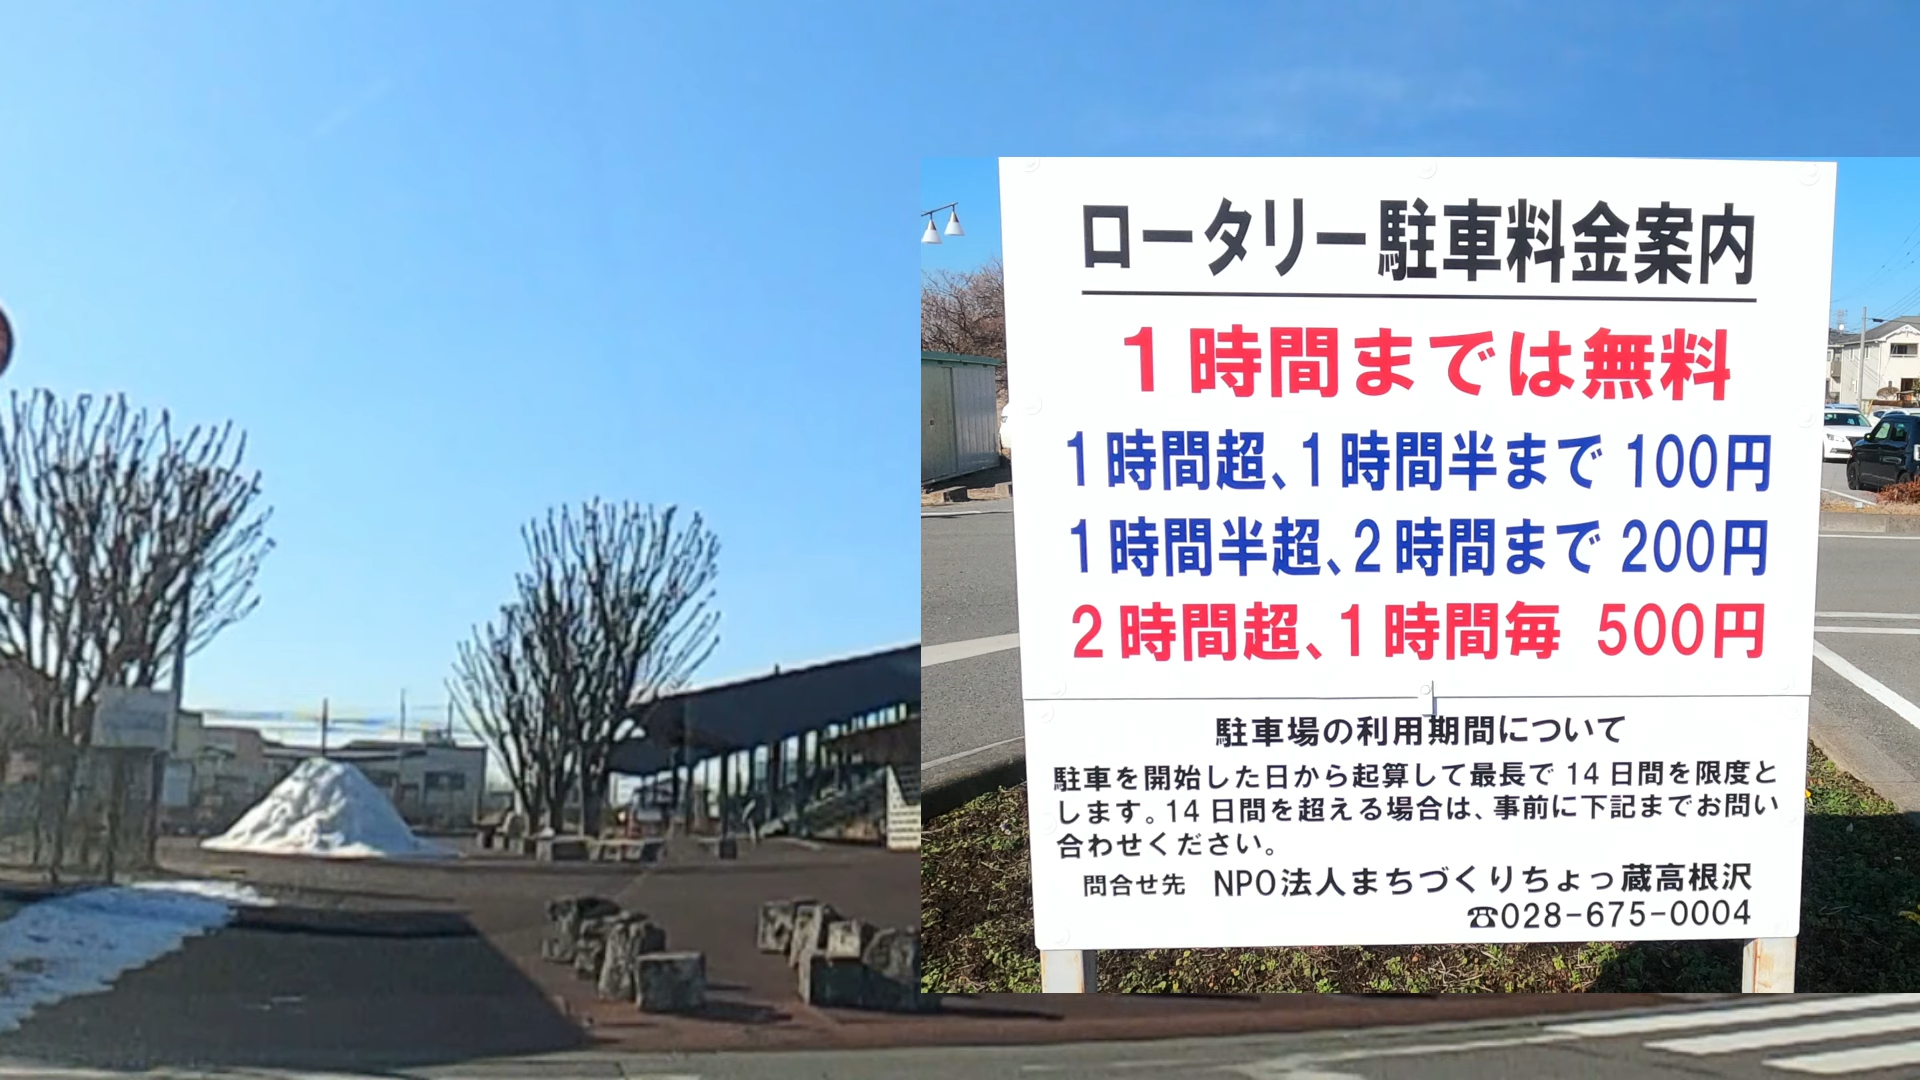 ロータリー駐車料金案内
1時間までは無料
1時間超、1時間半まで 100円
1時間半超、2時間まで 200円
2時間超、1時間毎 500円
駐車場の利用期間について
駐車を開始した日から起算して最長で14日間を限度と
します。14日間を超える場合は、事前に下記までお問い
合わせください。
問合せ先 NPO法人まちづくりちょっ蔵高根沢
☎028-675-0004